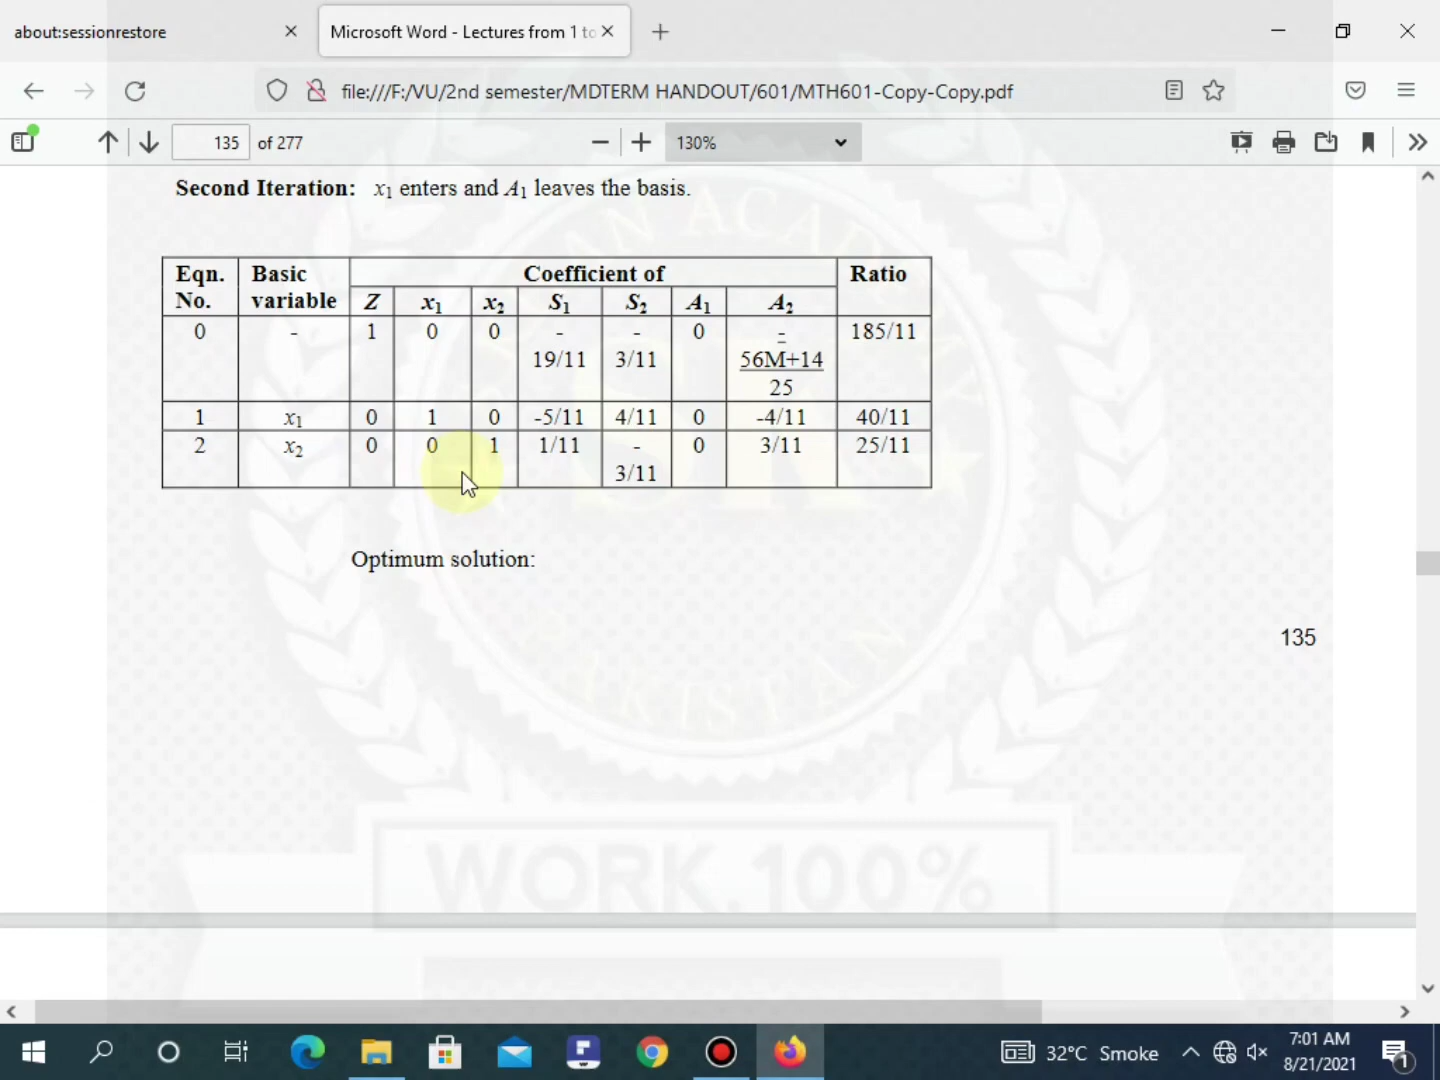 about:sessionrestore
Microsoft Word - Lectures from 1 to
file:///F:/VU/2nd semester/MDTERM HANDOUT/601/MTH601-Copy-Copy.pdf
135 of 277
130%
Second Iteration: x1 enters and A1 leaves the basis.
Eqn. Basic Coefficient of Ratio
No. variable Z x1 x2 S1 S2 A1 A2
0 - 1 0 0 - - 0 - 185/11
19/11 3/11 56M+14
25
1 x1 0 1 0 -5/11 4/11 0 -4/11 40/11
2 x2 0 0 1 1/11 - 0 3/11 25/11
3/11
Optimum solution:
135
WORK.100%
32°C Smoke
7:01 AM
8/21/2021
1